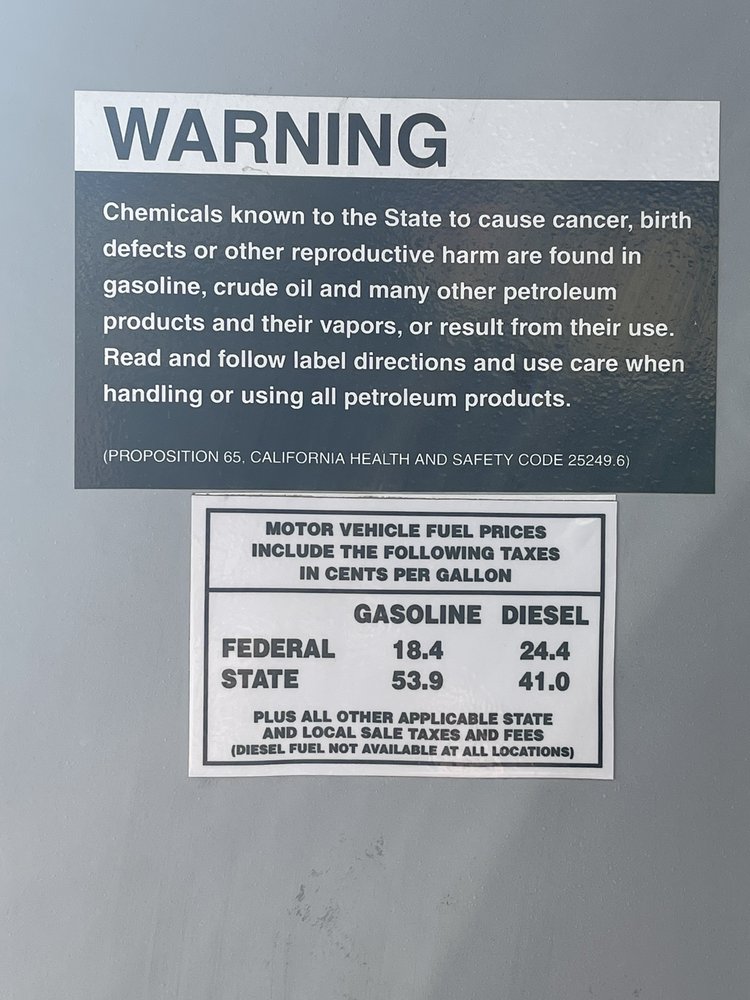 WARNING
Chemicals known to the State to cause cancer, birth
defects or other reproductive harm are found in
gasoline, crude oil and many other petroleum
products and their vapors, or result from their use.
Read and follow label directions and use care when
handling or using all petroleum products.
(PROPOSITION 65, CALIFORNIA HEALTH AND SAFETY CODE 25249.6)
MOTOR VEHICLE FUEL PRICES
INCLUDE THE FOLLOWING TAXES
IN CENTS PER GALLON
GASOLINE DIESEL
FEDERAL 18.4 24.4
STATE 53.9 41.0
PLUS ALL OTHER APPLICABLE STATE
AND LOCAL SALE TAXES AND FEES
(DIESEL FUEL NOT AVAILABLE AT ALL LOCATIONS)